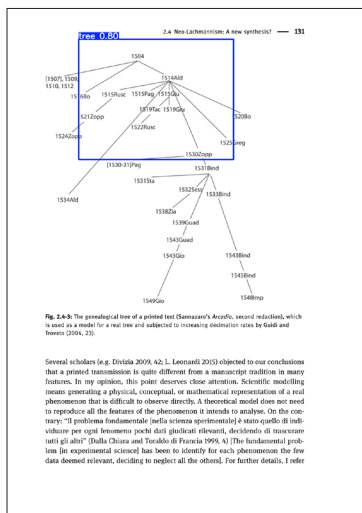 2.4 Neo-Lachmannism: A new synthesis? — 131
tree 0.80
1504
[1507], 1509,
1510, 1512
1514Ald
1515Rusc
1515Pag
1515Giu
1516Bo
1519Tac
1519Giu
1520Bo
1521Zopp
1522Rusc
1524Zopp
1525Greg
1530Zopp
[1530-31]Pag
1531Bind
1531Sta
1532Sess
1533Bind
1534Ald
1538Zia
1539Guad
1543Guad
1543Gio
1543Bind
1545Bind
1548Imp
1549Gio
Fig. 2.4-3: The genealogical tree of a printed text (Sannazaro's Arcadia, second redaction), which
is used as a model for a real tree and subjected to increasing decimation rates by Guidi and
Trovato (2004, 23).
Several scholars (e.g. Divizia 2009, 42; L. Leonardi 2015) objected to our conclusions
that a printed transmission is quite different from a manuscript tradition in many
features. In my opinion, this point deserves close attention. Scientific modelling
means generating a physical, conceptual, or mathematical representation of a real
phenomenon that is difficult to observe directly. A theoretical model does not need
to reproduce all the features of the phenomenon it intends to analyse. On the con-
trary: "Il problema fondamentale [nella scienza sperimentale] è stato quello di indi-
viduare per ogni fenomeno pochi dati giudicati rilevanti, decidendo di trascurare
tutti gli altri" (Dalla Chiara and Toraldo di Francia 1999, 4) [The fundamental prob-
lem [in experimental science] has been to identify for each phenomenon the few
data deemed relevant, deciding to neglect all the others]. For further details, I refer